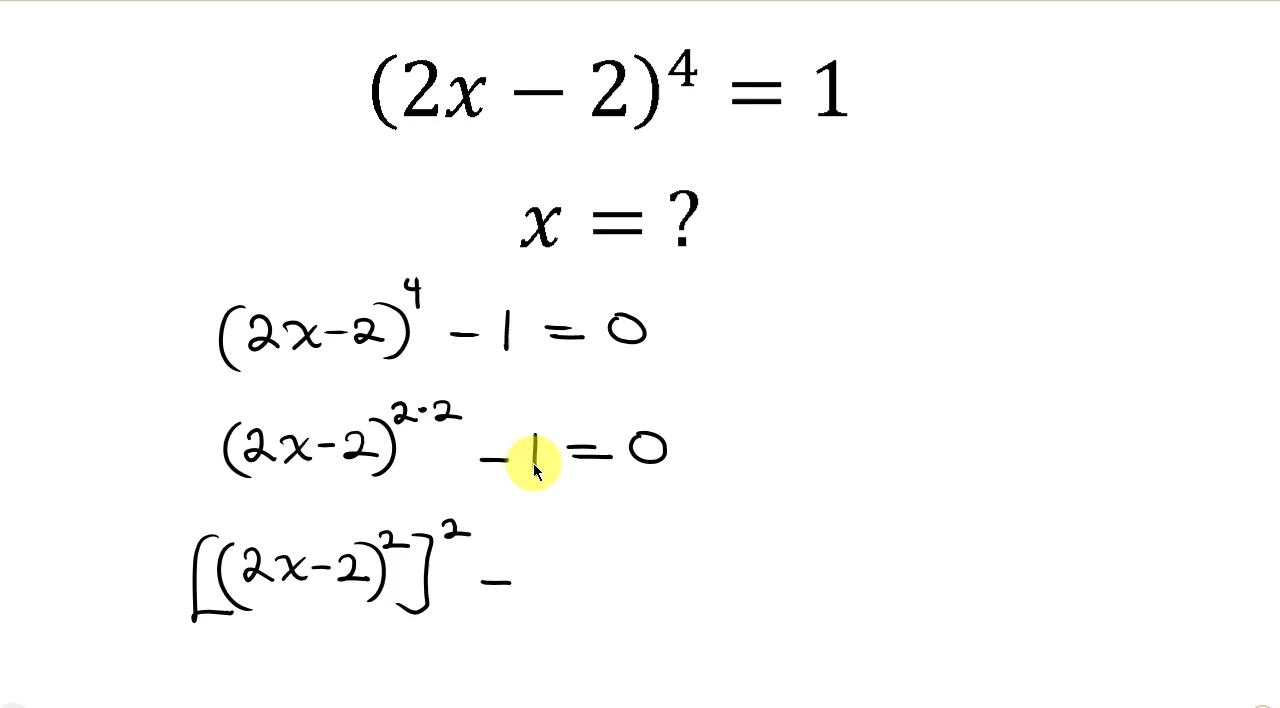 (2x − 2)⁴ = 1
x = ?
(2x−2)⁴ − 1 = 0
(2x−2)²·² − 1 = 0
[(2x−2)²]² −